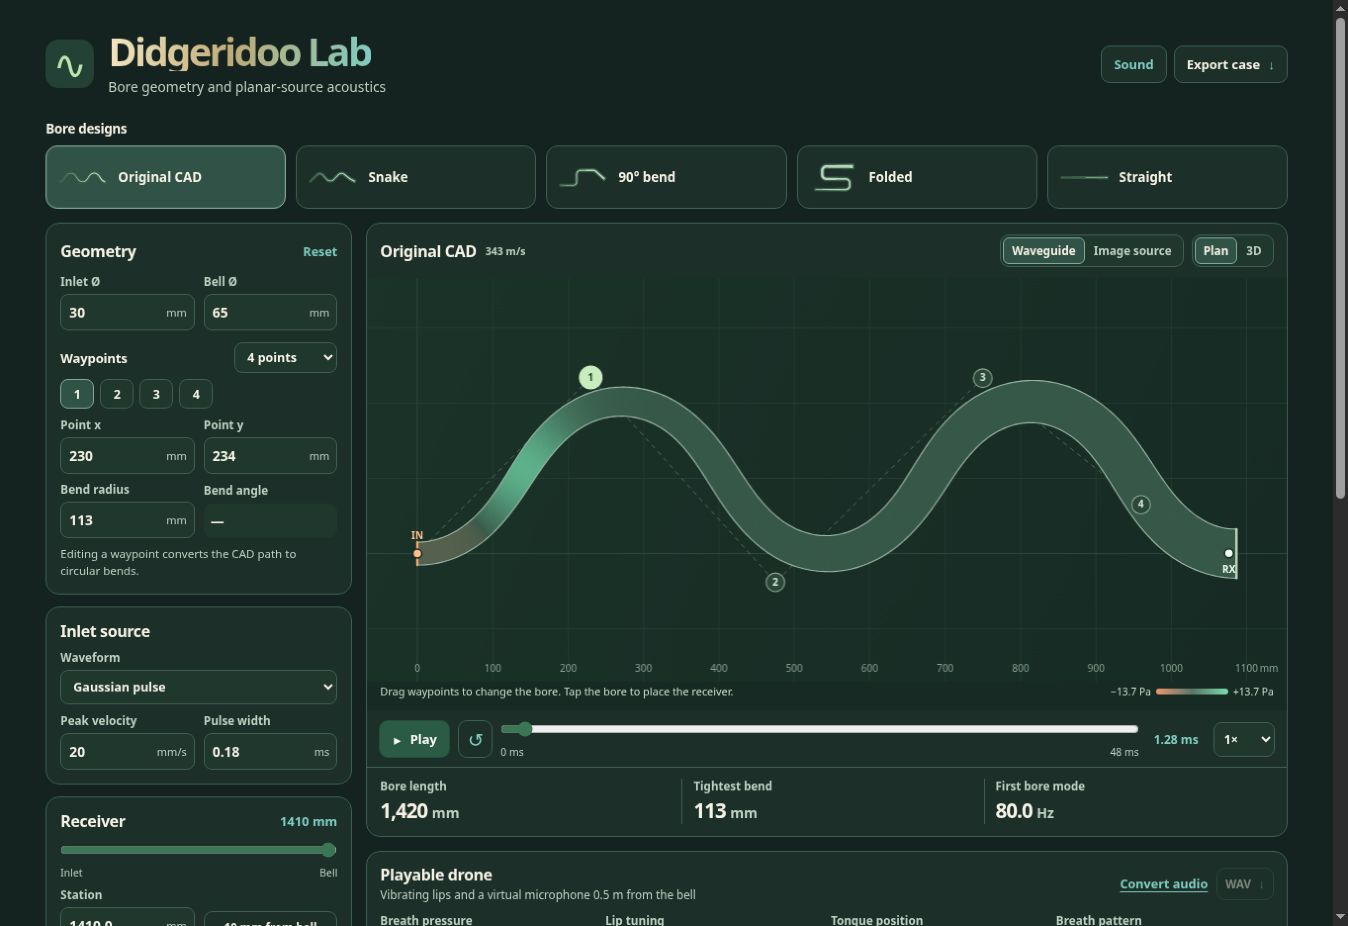 Didgeridoo Lab
Bore geometry and planar-source acoustics
Sound
Export case ↓
Bore designs
Original CAD
Snake
90° bend
Folded
Straight
Geometry
Reset
Inlet Ø
Bell Ø
30 mm
65 mm
Waypoints
4 points
1 2 3 4
Point x
Point y
230 mm
234 mm
Bend radius
Bend angle
113 mm
—
Editing a waypoint converts the CAD path to
circular bends.
Inlet source
Waveform
Gaussian pulse
Peak velocity
Pulse width
20 mm/s
0.18 ms
Receiver
1410 mm
Inlet
Bell
Station
Original CAD 343 m/s
Waveguide
Image source
Plan
3D
1
3
IN
4
2
RX
0 100 200 300 400 500 600 700 800 900 1000 1100 mm
Drag waypoints to change the bore. Tap the bore to place the receiver.
−13.7 Pa
+13.7 Pa
► Play
↺
0 ms
48 ms
1.28 ms
1×
Bore length
1,420 mm
Tightest bend
113 mm
First bore mode
80.0 Hz
Playable drone
Vibrating lips and a virtual microphone 0.5 m from the bell
Convert audio
WAV ↓
Breath pressure
Lip tuning
Tongue position
Breath pattern